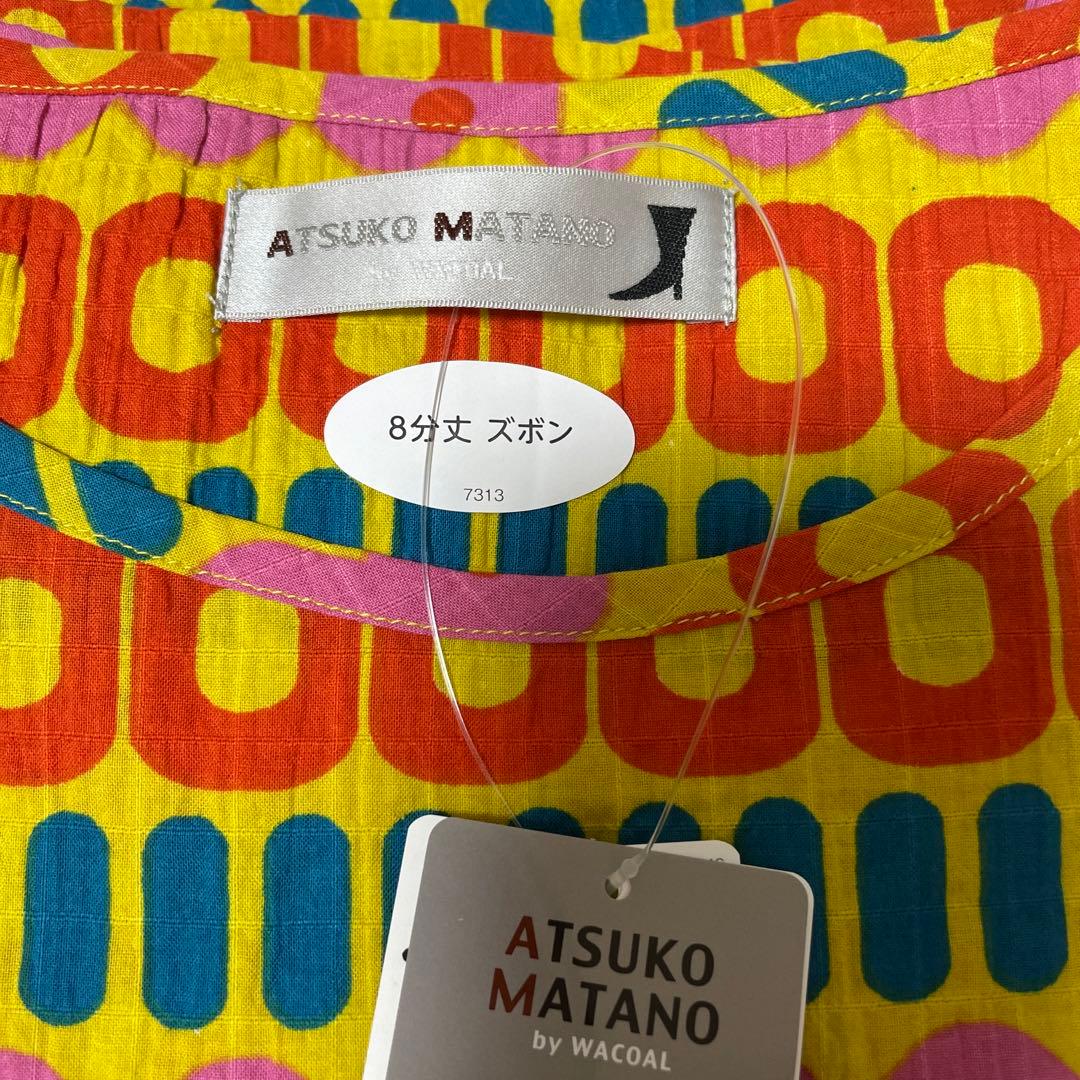 ATSUKO MATANO
by WACOAL
8分丈 ズボン
7313
ATSUKO
MATANO
by WACOAL